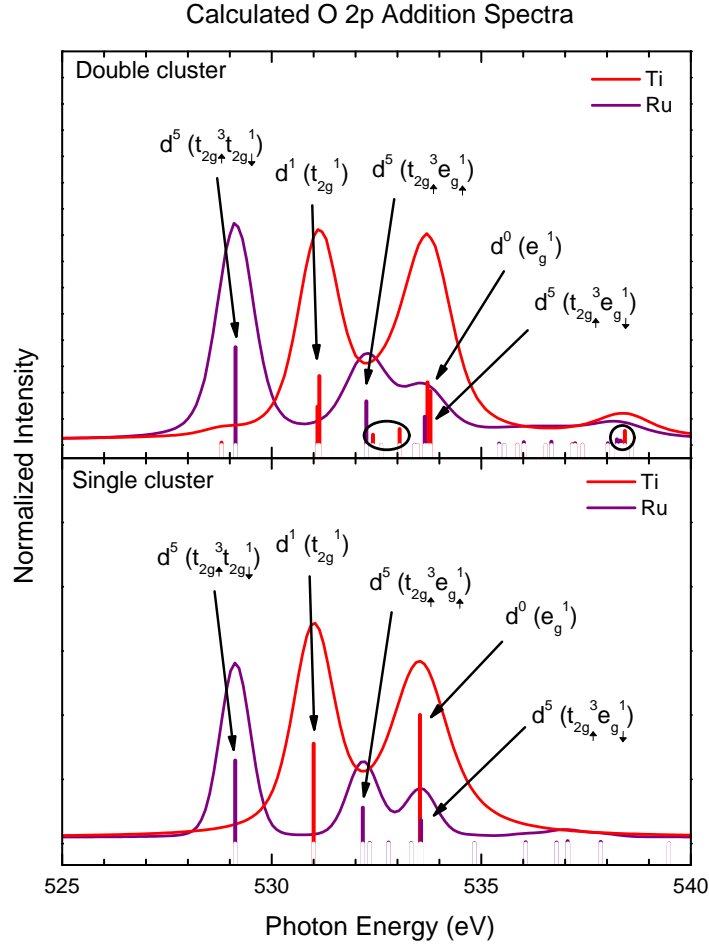 Calculated O 2p Addition Spectra
Double cluster
Ti
Ru
d⁵ (t₂g↑³t₂g↓¹)
d¹ (t₂g¹)
d⁵ (t₂g↑³eg↑¹)
d⁰ (eg¹)
d⁵ (t₂g↑³eg↓¹)
Normalized Intensity
Single cluster
Ti
Ru
d⁵ (t₂g↑³t₂g↓¹)
d¹ (t₂g¹)
d⁵ (t₂g↑³eg↑¹)
d⁰ (eg¹)
d⁵ (t₂g↑³eg↓¹)
525 530 535 540
Photon Energy (eV)